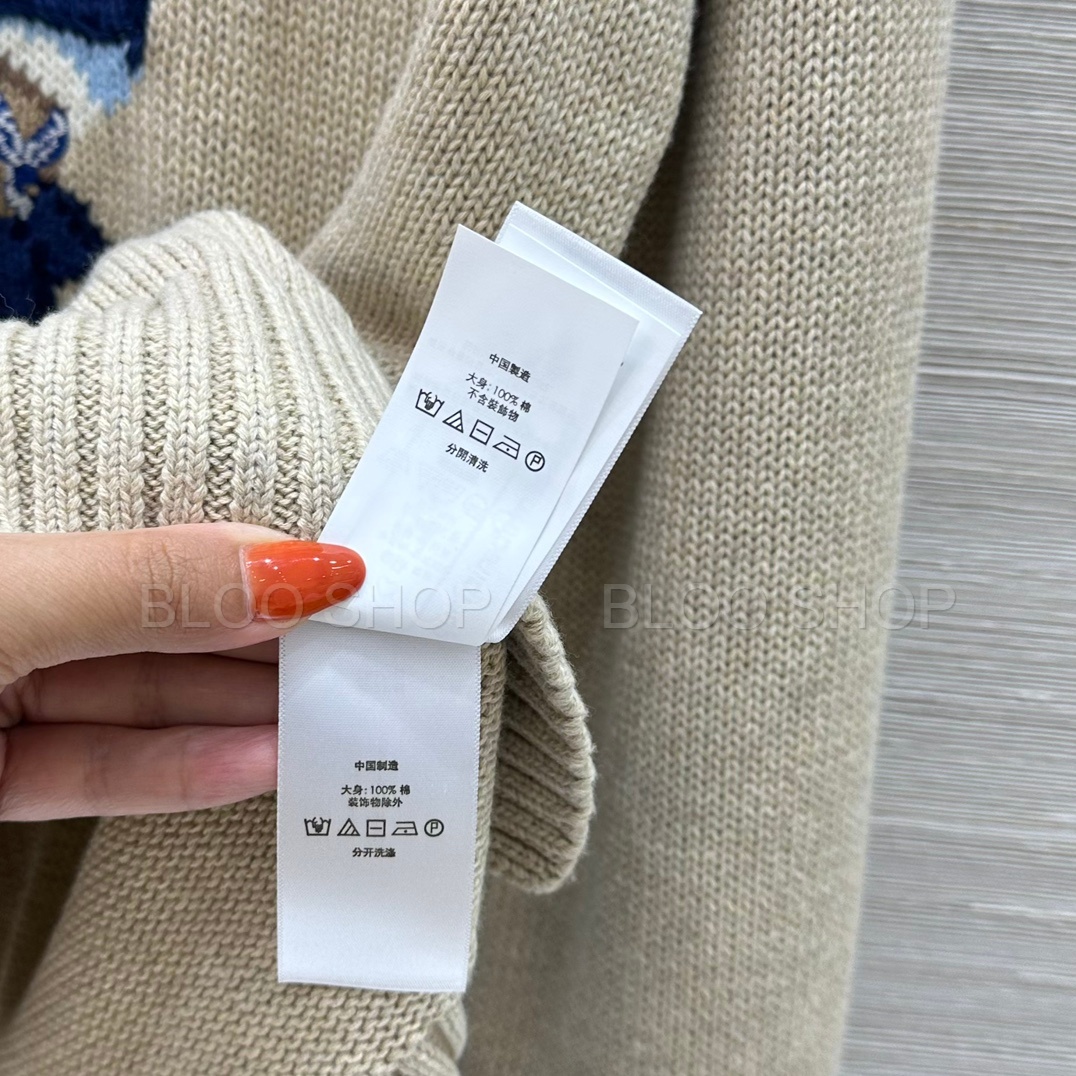 中国製造
大身: 100% 棉
不含裝飾物
P
分開清洗
BLOO SHOP BLOO SHOP
中国制造
大身: 100% 棉
装饰物除外
P
分开洗涤